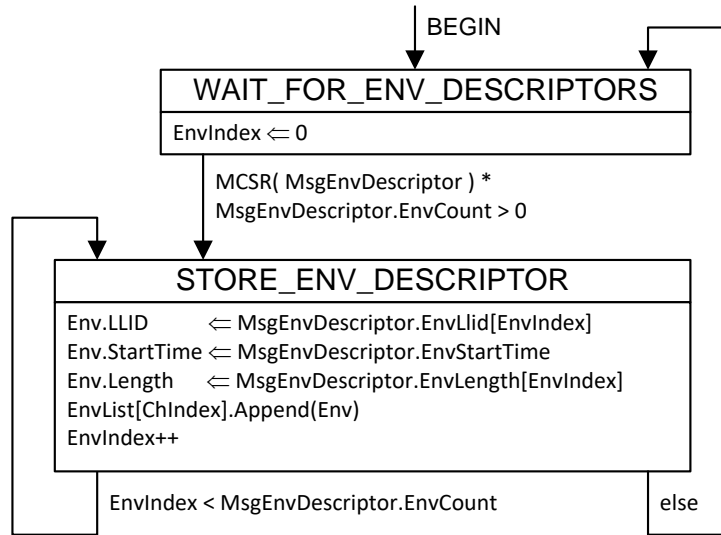 BEGIN
WAIT_FOR_ENV_DESCRIPTORS
EnvIndex ⇐ 0
MCSR( MsgEnvDescriptor ) *
MsgEnvDescriptor.EnvCount > 0
STORE_ENV_DESCRIPTOR
Env.LLID ⇐ MsgEnvDescriptor.EnvLlid[EnvIndex]
Env.StartTime ⇐ MsgEnvDescriptor.EnvStartTime
Env.Length ⇐ MsgEnvDescriptor.EnvLength[EnvIndex]
EnvList[ChIndex].Append(Env)
EnvIndex++
EnvIndex < MsgEnvDescriptor.EnvCount
else